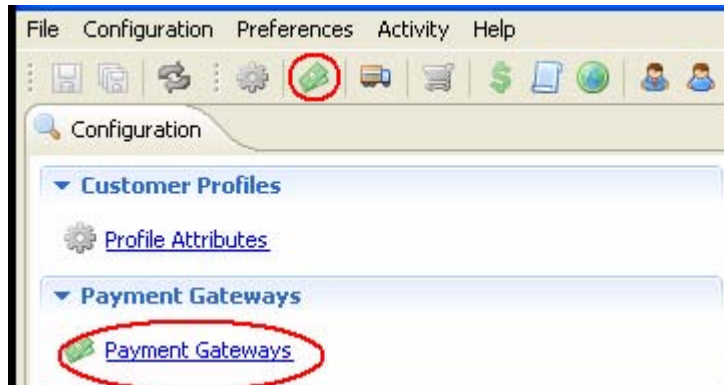 File Configuration Preferences Activity Help
Configuration
Customer Profiles
Profile Attributes
Payment Gateways
Payment Gateways